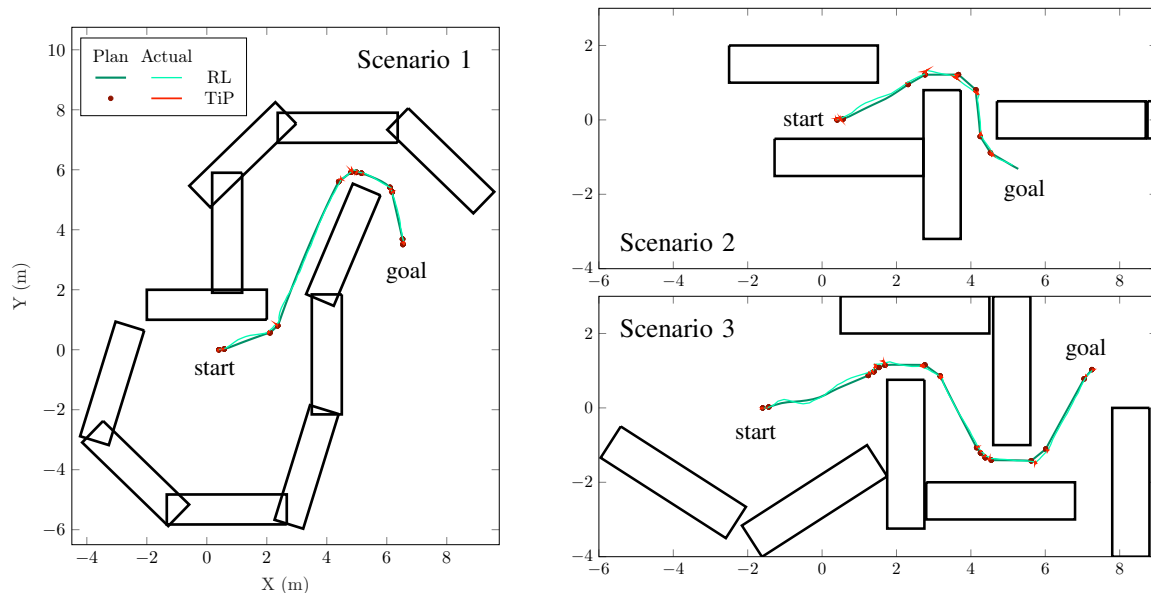 Plan Actual
RL
TiP
Scenario 1
start
goal
10
8
6
4
2
0
−2
−4
−6
−4 −2 0 2 4 6 8
X (m)
Y (m)
2
0
−2
−4
start
goal
Scenario 2
−6 −4 −2 0 2 4 6 8
2
0
−2
−4
Scenario 3
start
goal
−6 −4 −2 0 2 4 6 8